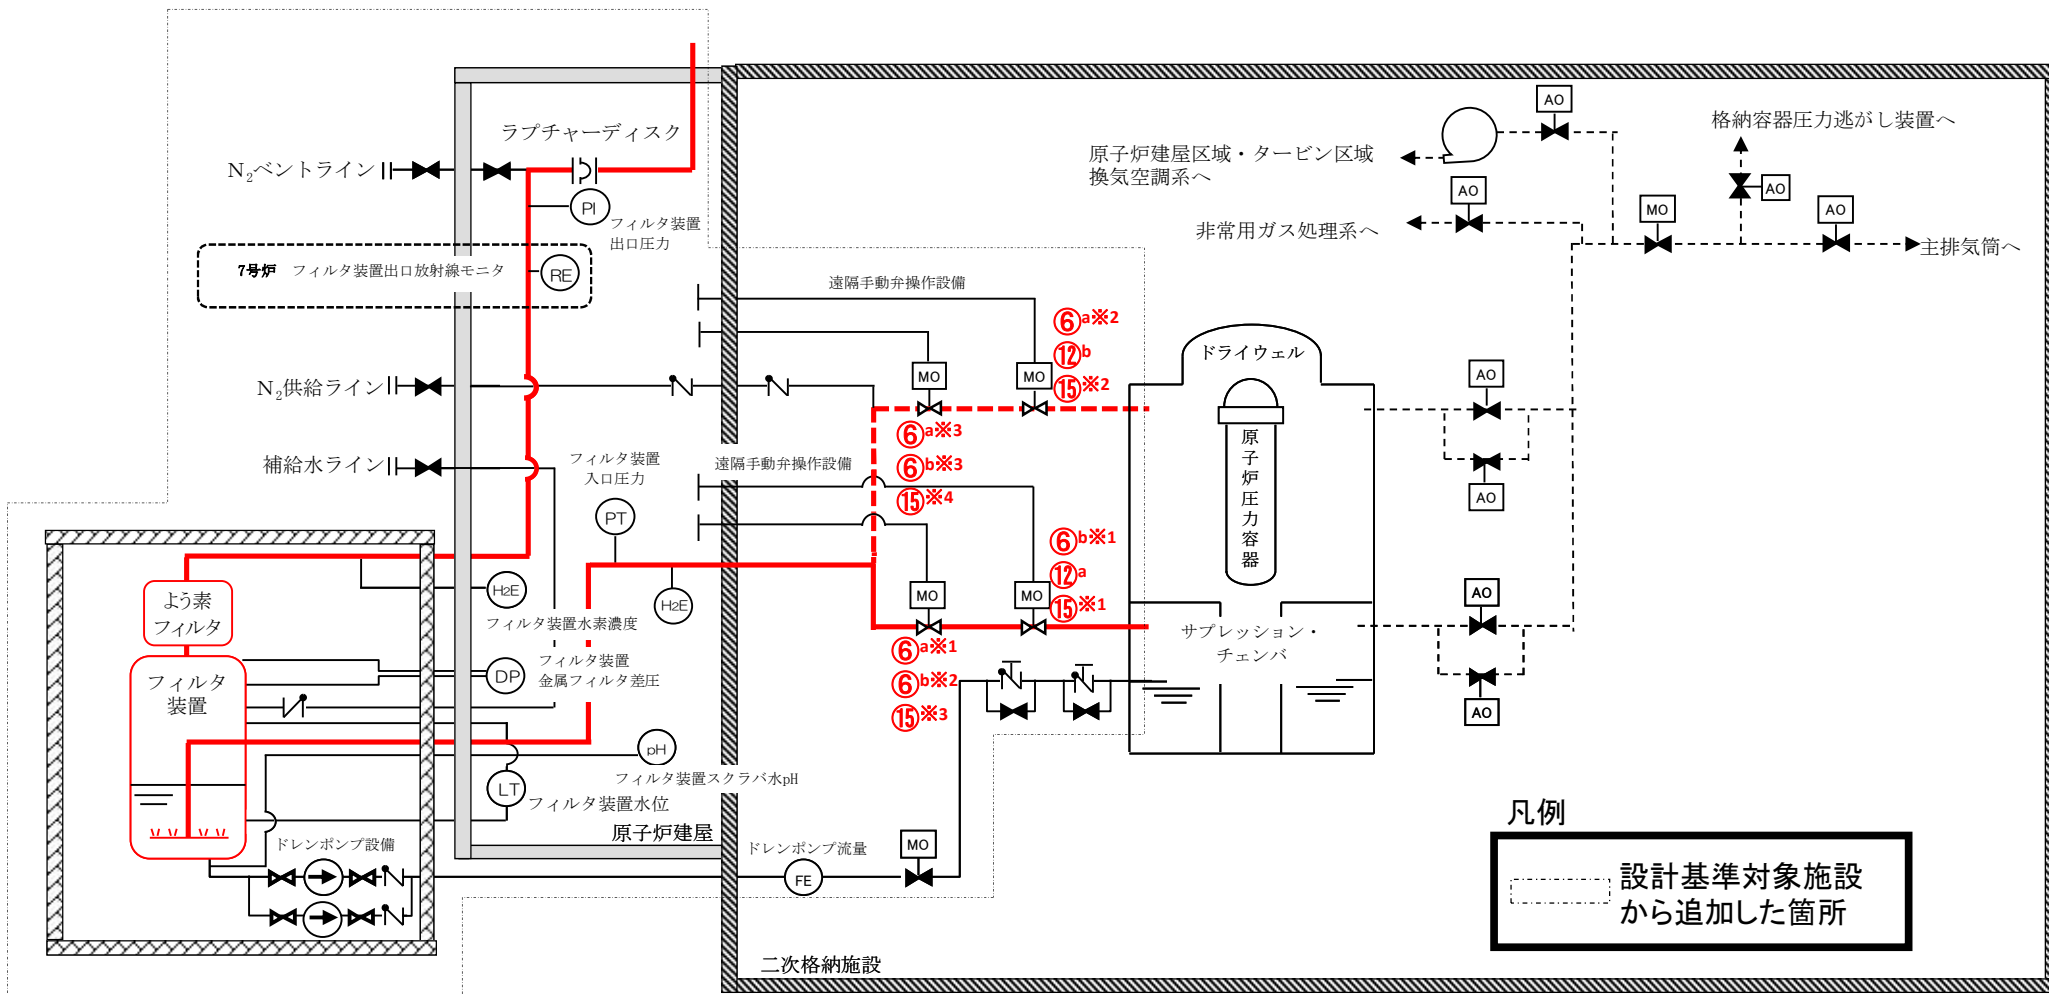 ラプチャーディスク
N₂ベントライン
PI
フィルタ装置
出口圧力
7号炉 フィルタ装置出口放射線モニタ
RE
N₂供給ライン
補給水ライン
フィルタ装置
入口圧力
PT
遠隔手動弁操作設備
遠隔手動弁操作設備
MO
MO
⑥a※2
⑫b
⑮※2
⑥a※3
⑥b※3
⑮※4
⑥b※1
⑫a
⑮※1
MO
MO
⑥a※1
⑥b※2
⑮※3
H2E
H2E
フィルタ装置水素濃度
よう素
フィルタ
フィルタ
装置
DP
フィルタ装置
金属フィルタ差圧
pH
フィルタ装置スクラバ水pH
LT
フィルタ装置水位
原子炉建屋
ドレンポンプ設備
ドレンポンプ流量
FE
MO
二次格納施設
ドライウェル
原子炉圧力容器
サプレッション・
チェンバ
原子炉建屋区域・タービン区域
換気空調系へ
AO
非常用ガス処理系へ
AO
格納容器圧力逃がし装置へ
AO
MO
AO
主排気筒へ
AO
AO
AO
AO
凡例
設計基準対象施設
から追加した箇所